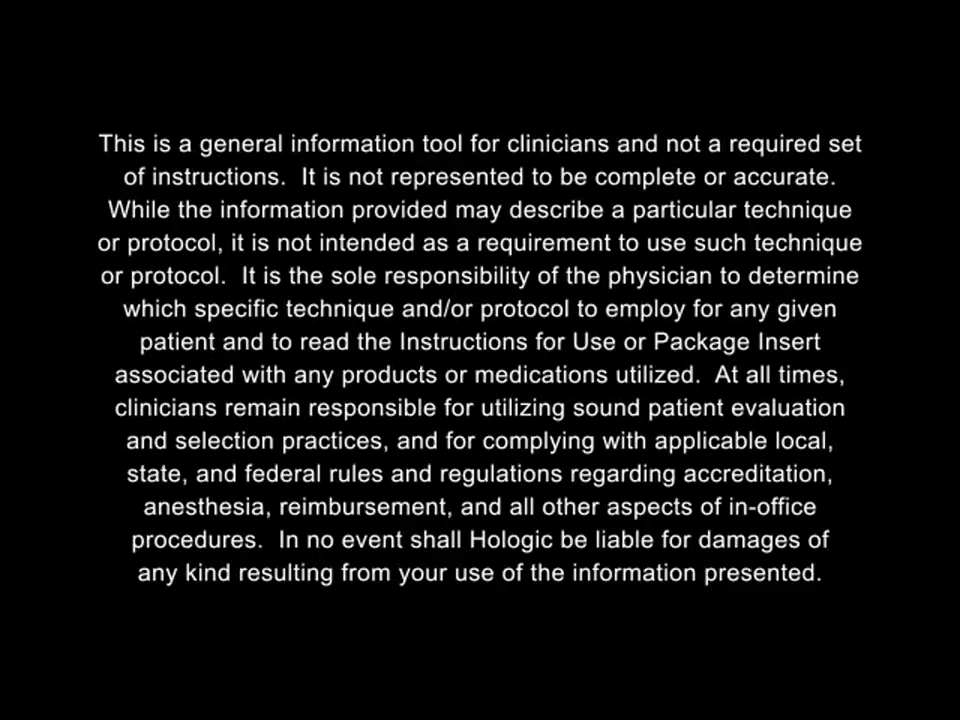 This is a general information tool for clinicians and not a required set
of instructions.  It is not represented to be complete or accurate.
While the information provided may describe a particular technique
or protocol, it is not intended as a requirement to use such technique
or protocol.  It is the sole responsibility of the physician to determine
which specific technique and/or protocol to employ for any given
patient and to read the Instructions for Use or Package Insert
associated with any products or medications utilized.  At all times,
clinicians remain responsible for utilizing sound patient evaluation
and selection practices, and for complying with applicable local,
state, and federal rules and regulations regarding accreditation,
anesthesia, reimbursement, and all other aspects of in-office
procedures.  In no event shall Hologic be liable for damages of
any kind resulting from your use of the information presented.